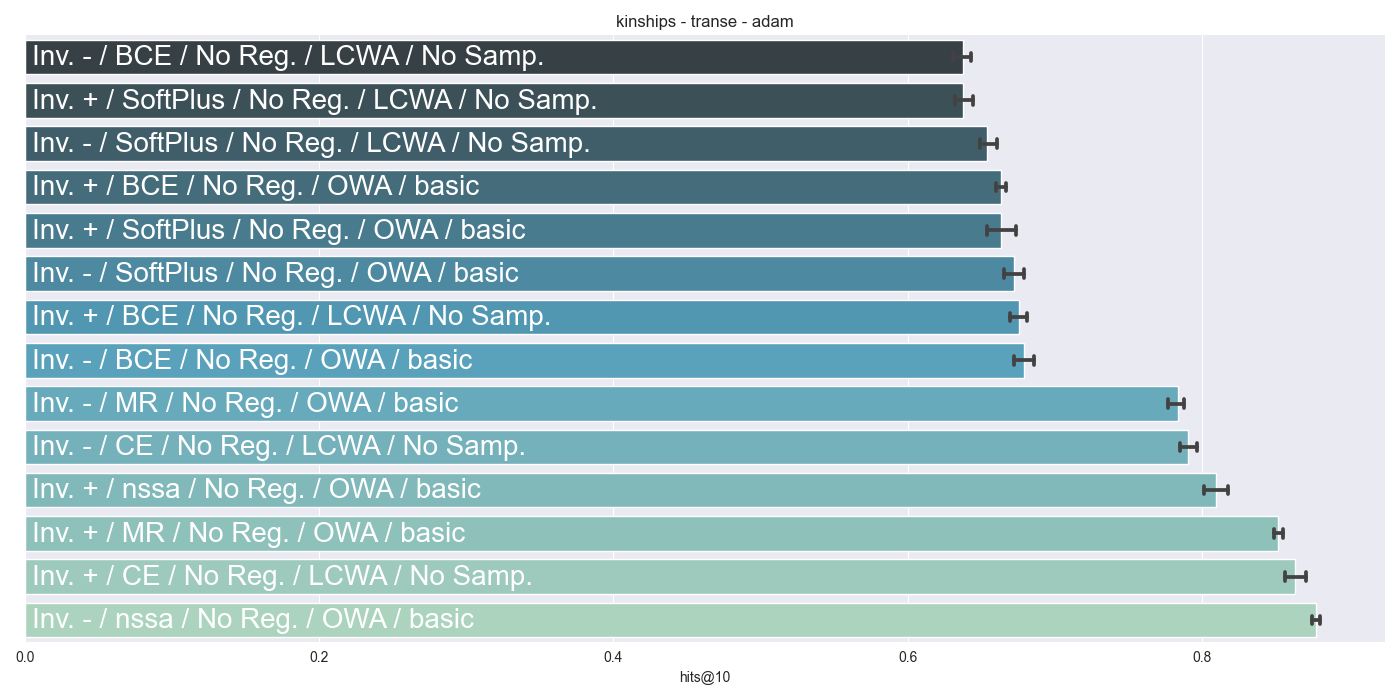 kinships - transe - adam
Inv. - / BCE / No Reg. / LCWA / No Samp.
Inv. + / SoftPlus / No Reg. / LCWA / No Samp.
Inv. - / SoftPlus / No Reg. / LCWA / No Samp.
Inv. + / BCE / No Reg. / OWA / basic
Inv. + / SoftPlus / No Reg. / OWA / basic
Inv. - / SoftPlus / No Reg. / OWA / basic
Inv. + / BCE / No Reg. / LCWA / No Samp.
Inv. - / BCE / No Reg. / OWA / basic
Inv. - / MR / No Reg. / OWA / basic
Inv. - / CE / No Reg. / LCWA / No Samp.
Inv. + / nssa / No Reg. / OWA / basic
Inv. + / MR / No Reg. / OWA / basic
Inv. + / CE / No Reg. / LCWA / No Samp.
Inv. - / nssa / No Reg. / OWA / basic
0.0 0.2 0.4 0.6 0.8
hits@10